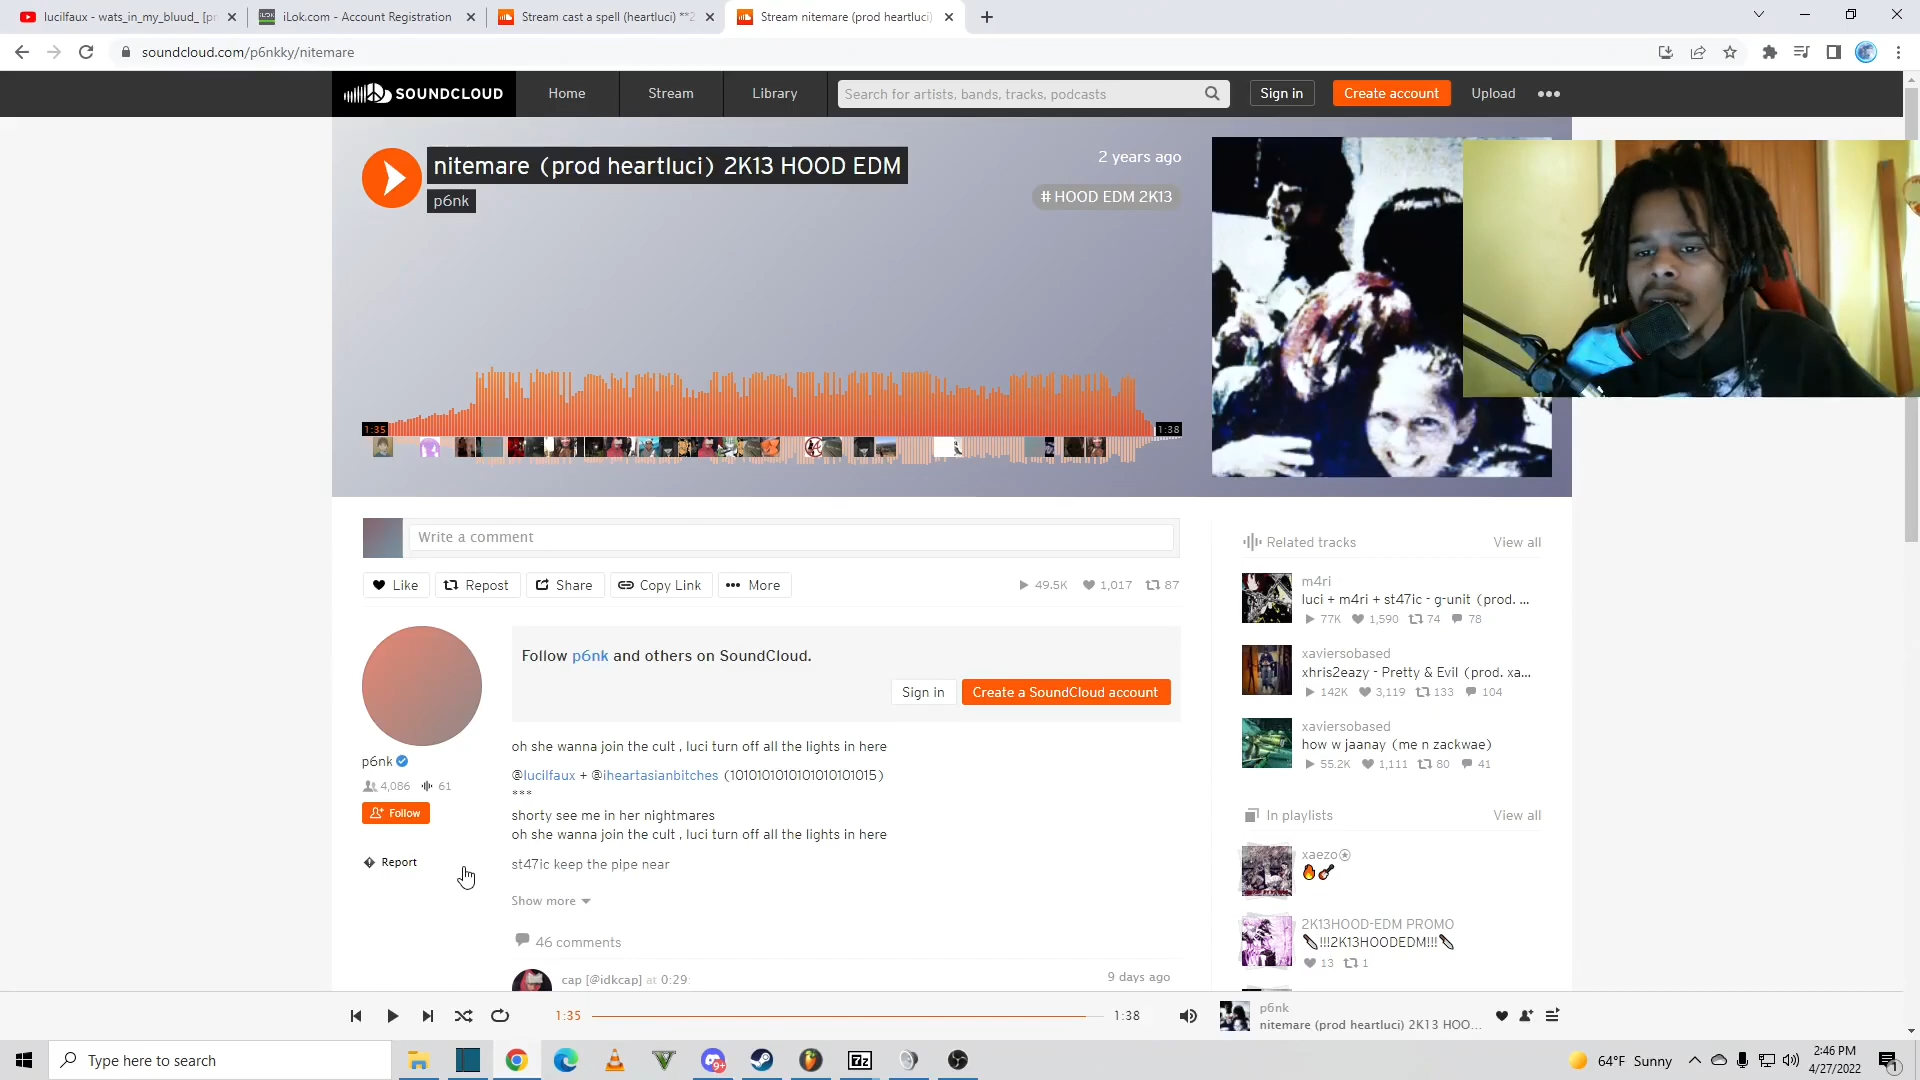 lucilfaux - wats_in_my_bluud_ [pr
iLok.com - Account Registration
Stream cast a spell (heartluci) **2
Stream nitemare (prod heartluci)
soundcloud.com/p6nkky/nitemare
SOUNDCLOUD
Home
Stream
Library
Search for artists, bands, tracks, podcasts
Sign in
Create account
Upload
nitemare (prod heartluci) 2K13 HOOD EDM
p6nk
2 years ago
# HOOD EDM 2K13
1:35
1:38
Write a comment
Like
Repost
Share
Copy Link
More
49.5K
1,017
87
Follow p6nk and others on SoundCloud.
Sign in
Create a SoundCloud account
p6nk
4,086
61
Follow
Report
oh she wanna join the cult , luci turn off all the lights in here
@lucilfaux + @iheartasianbitches (1010101010101010101015)
***
shorty see me in her nightmares
oh she wanna join the cult , luci turn off all the lights in here
st47ic keep the pipe near
Show more
46 comments
cap [@idkcap] at 0:29:
9 days ago
Related tracks
View all
m4ri
luci + m4ri + st47ic - g-unit (prod. ...
77K 1,590 74 78
xaviersobased
xhris2eazy - Pretty & Evil (prod. xa...
142K 3,119 133 104
xaviersobased
how w jaanay (me n zackwae)
55.2K 1,111 80 41
In playlists
View all
xaezo⍟
🔥🎸
2K13HOOD-EDM PROMO
🔪!!!2K13HOODEDM!!!🔪
13 1
1:35
1:38
p6nk
nitemare (prod heartluci) 2K13 HOO...
Type here to search
9+
7z
64°F Sunny
2:46 PM
4/27/2022
1